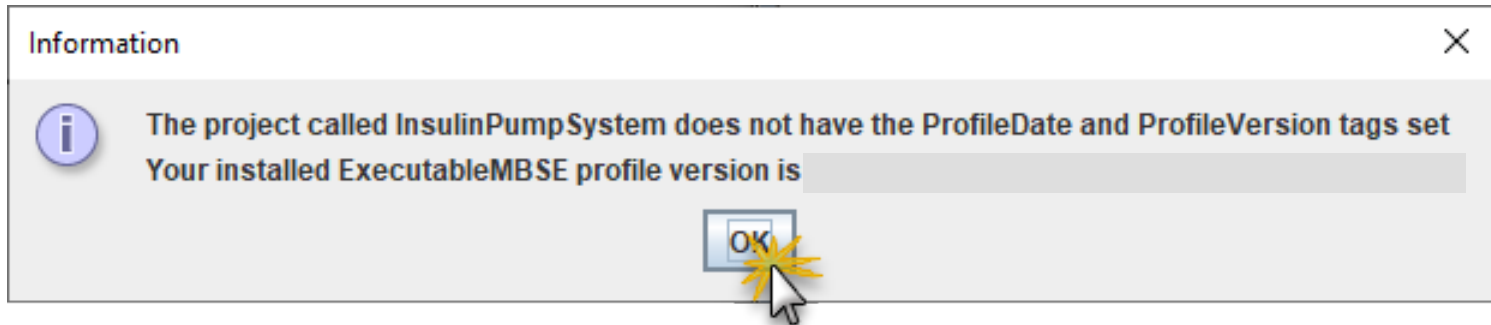 Information
The project called InsulinPumpSystem does not have the ProfileDate and ProfileVersion tags set
Your installed ExecutableMBSE profile version is
OK